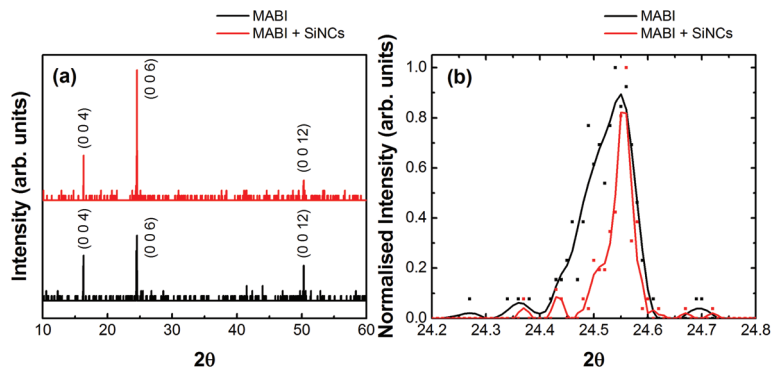 MABI
MABI + SiNCs
(a)
(0 0 4)
(0 0 6)
(0 0 12)
(0 0 4)
(0 0 6)
(0 0 12)
Intensity (arb. units)
10 20 30 40 50 60
2θ
MABI
MABI + SiNCs
(b)
Normalised Intensity (arb. units)
1.0
0.8
0.6
0.4
0.2
0.0
24.2 24.3 24.4 24.5 24.6 24.7 24.8
2θ